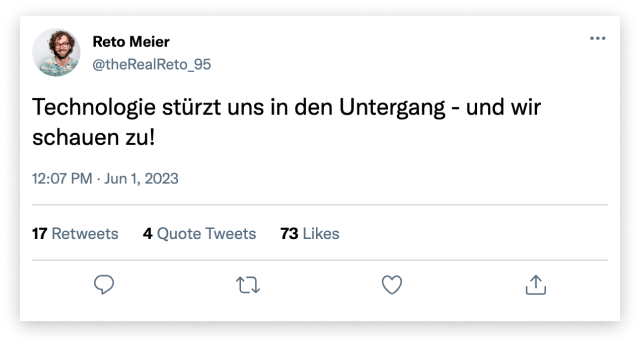 Reto Meier
@theRealReto_95
Technologie stürzt uns in den Untergang - und wir
schauen zu!
12:07 PM · Jun 1, 2023
17 Retweets 4 Quote Tweets 73 Likes